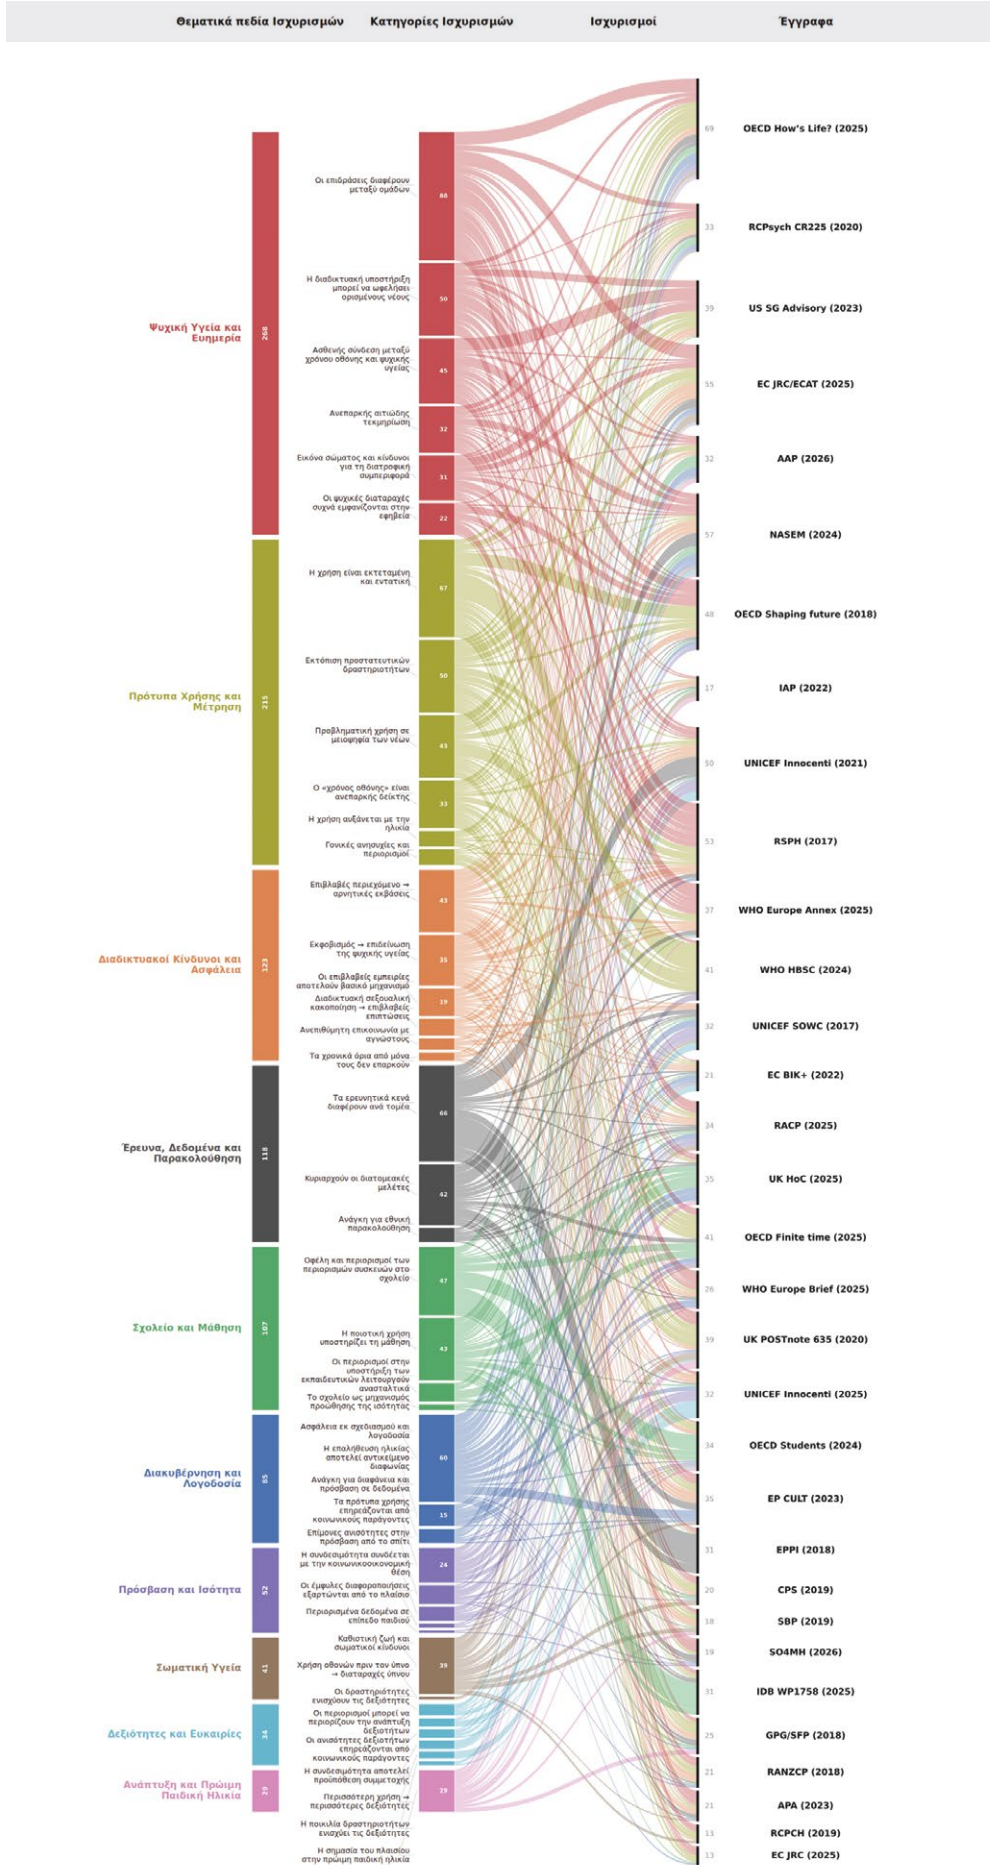 Θεματικά πεδία Ισχυρισμών
Κατηγορίες Ισχυρισμών
Ισχυρισμοί
Έγγραφα
Ψυχική Υγεία και
Ευημερία
268
Πρότυπα Χρήσης και
Μέτρηση
215
Διαδικτυακοί Κίνδυνοι και
Ασφάλεια
123
Έρευνα, Δεδομένα και
Παρακολούθηση
118
Σχολείο και Μάθηση
107
Διακυβέρνηση και
Λογοδοσία
85
Πρόσβαση και Ισότητα
52
Σωματική Υγεία
41
Δεξιότητες και Ευκαιρίες
34
Ανάπτυξη και Πρώιμη
Παιδική Ηλικία
29
Οι επιδράσεις διαφέρουν
μεταξύ ομάδων
88
Η διαδικτυακή υποστήριξη
μπορεί να ωφελήσει
ορισμένους νέους
50
Ασθενής σύνδεση μεταξύ
χρόνου οθόνης και ψυχικής
υγείας
45
Ανεπαρκής αιτιώδης
τεκμηρίωση
32
Εικόνα σώματος και κίνδυνοι
για τη διατροφική
συμπεριφορά
31
Οι ψυχικές διαταραχές
συχνά εμφανίζονται στην
εφηβεία
22
Η χρήση είναι εκτεταμένη
και εντατική
67
Εκτόπιση προστατευτικών
δραστηριοτήτων
50
Προβληματική χρήση σε
μειοψηφία των νέων
43
Ο «χρόνος οθόνης» είναι
ανεπαρκής δείκτης
33
Η χρήση αυξάνεται με την
ηλικία
Γονικές ανησυχίες και
περιορισμοί
Επιβλαβές περιεχόμενο →
αρνητικές εκβάσεις
43
Εκφοβισμός → επιδείνωση
της ψυχικής υγείας
35
Οι επιβλαβείς εμπειρίες
αποτελούν βασικό μηχανισμό
Διαδικτυακή σεξουαλική
κακοποίηση → επιβλαβείς
επιπτώσεις
19
Ανεπιθύμητη επικοινωνία με
αγνώστους
Τα χρονικά όρια από μόνα
τους δεν επαρκούν
Τα ερευνητικά κενά
διαφέρουν ανά τομέα
66
Κυριαρχούν οι διατομεακές
μελέτες
42
Ανάγκη για εθνική
παρακολούθηση
Οφέλη και περιορισμοί των
περιορισμών συσκευών στο
σχολείο
47
Η ποιοτική χρήση
υποστηρίζει τη μάθηση
43
Οι περιορισμοί στην
υποστήριξη των
εκπαιδευτικών λειτουργούν
ανασταλτικά
Το σχολείο ως μηχανισμός
προώθησης της ισότητας
Ασφάλεια εκ σχεδιασμού και
λογοδοσία
60
Η επαλήθευση ηλικίας
αποτελεί αντικείμενο
διαφωνίας
Ανάγκη για διαφάνεια και
πρόσβαση σε δεδομένα
Τα πρότυπα χρήσης
επηρεάζονται από
κοινωνικούς παράγοντες
15
Επίμονες ανισότητες στην
πρόσβαση από το σπίτι
Η συνδεσιμότητα συνδέεται
με την κοινωνικοοικονομική
θέση
24
Οι έμφυλες διαφοροποιήσεις
εξαρτώνται από το πλαίσιο
Περιορισμένα δεδομένα σε
επίπεδο παιδιού
Καθιστική ζωή και
σωματικοί κίνδυνοι
Χρήση οθονών πριν τον ύπνο
→ διαταραχές ύπνου
39
Οι δραστηριότητες
ενισχύουν τις δεξιότητες
Οι περιορισμοί μπορεί να
περιορίζουν την ανάπτυξη
δεξιοτήτων
Οι ανισότητες δεξιοτήτων
επηρεάζονται από
κοινωνικούς παράγοντες
Η συνδεσιμότητα αποτελεί
προϋπόθεση συμμετοχής
Περισσότερη χρήση →
περισσότερες δεξιότητες
29
Η ποικιλία δραστηριοτήτων
ενισχύει τις δεξιότητες
Η σημασία του πλαισίου
στην πρώιμη παιδική ηλικία
69 OECD How's Life? (2025)
33 RCPsych CR225 (2020)
39 US SG Advisory (2023)
55 EC JRC/ECAT (2025)
32 AAP (2026)
57 NASEM (2024)
48 OECD Shaping future (2018)
17 IAP (2022)
50 UNICEF Innocenti (2021)
53 RSPH (2017)
37 WHO Europe Annex (2025)
41 WHO HBSC (2024)
32 UNICEF SOWC (2017)
21 EC BIK+ (2022)
34 RACP (2025)
35 UK HoC (2025)
41 OECD Finite time (2025)
26 WHO Europe Brief (2025)
39 UK POSTnote 635 (2020)
32 UNICEF Innocenti (2025)
34 OECD Students (2024)
35 EP CULT (2023)
31 EPPI (2018)
20 CPS (2019)
18 SBP (2019)
19 SO4MH (2026)
31 IDB WP1758 (2025)
25 GPG/SFP (2018)
21 RANZCP (2018)
21 APA (2023)
13 RCPCH (2019)
13 EC JRC (2025)